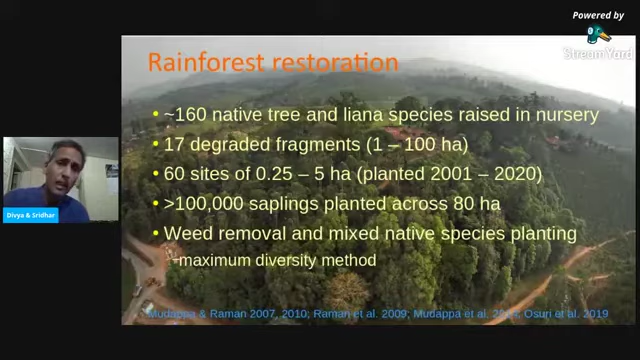 Powered by
StreamYard
Rainforest restoration
• ~160 native tree and liana species raised in nursery
• 17 degraded fragments (1 – 100 ha)
• 60 sites of 0.25 – 5 ha (planted 2001 – 2020)
• >100,000 saplings planted across 80 ha
• Weed removal and mixed native species planting
–maximum diversity method
Divya & Sridhar
Mudappa & Raman 2007, 2010; Raman et al. 2009; Mudappa et al. Osuri et al. 2019